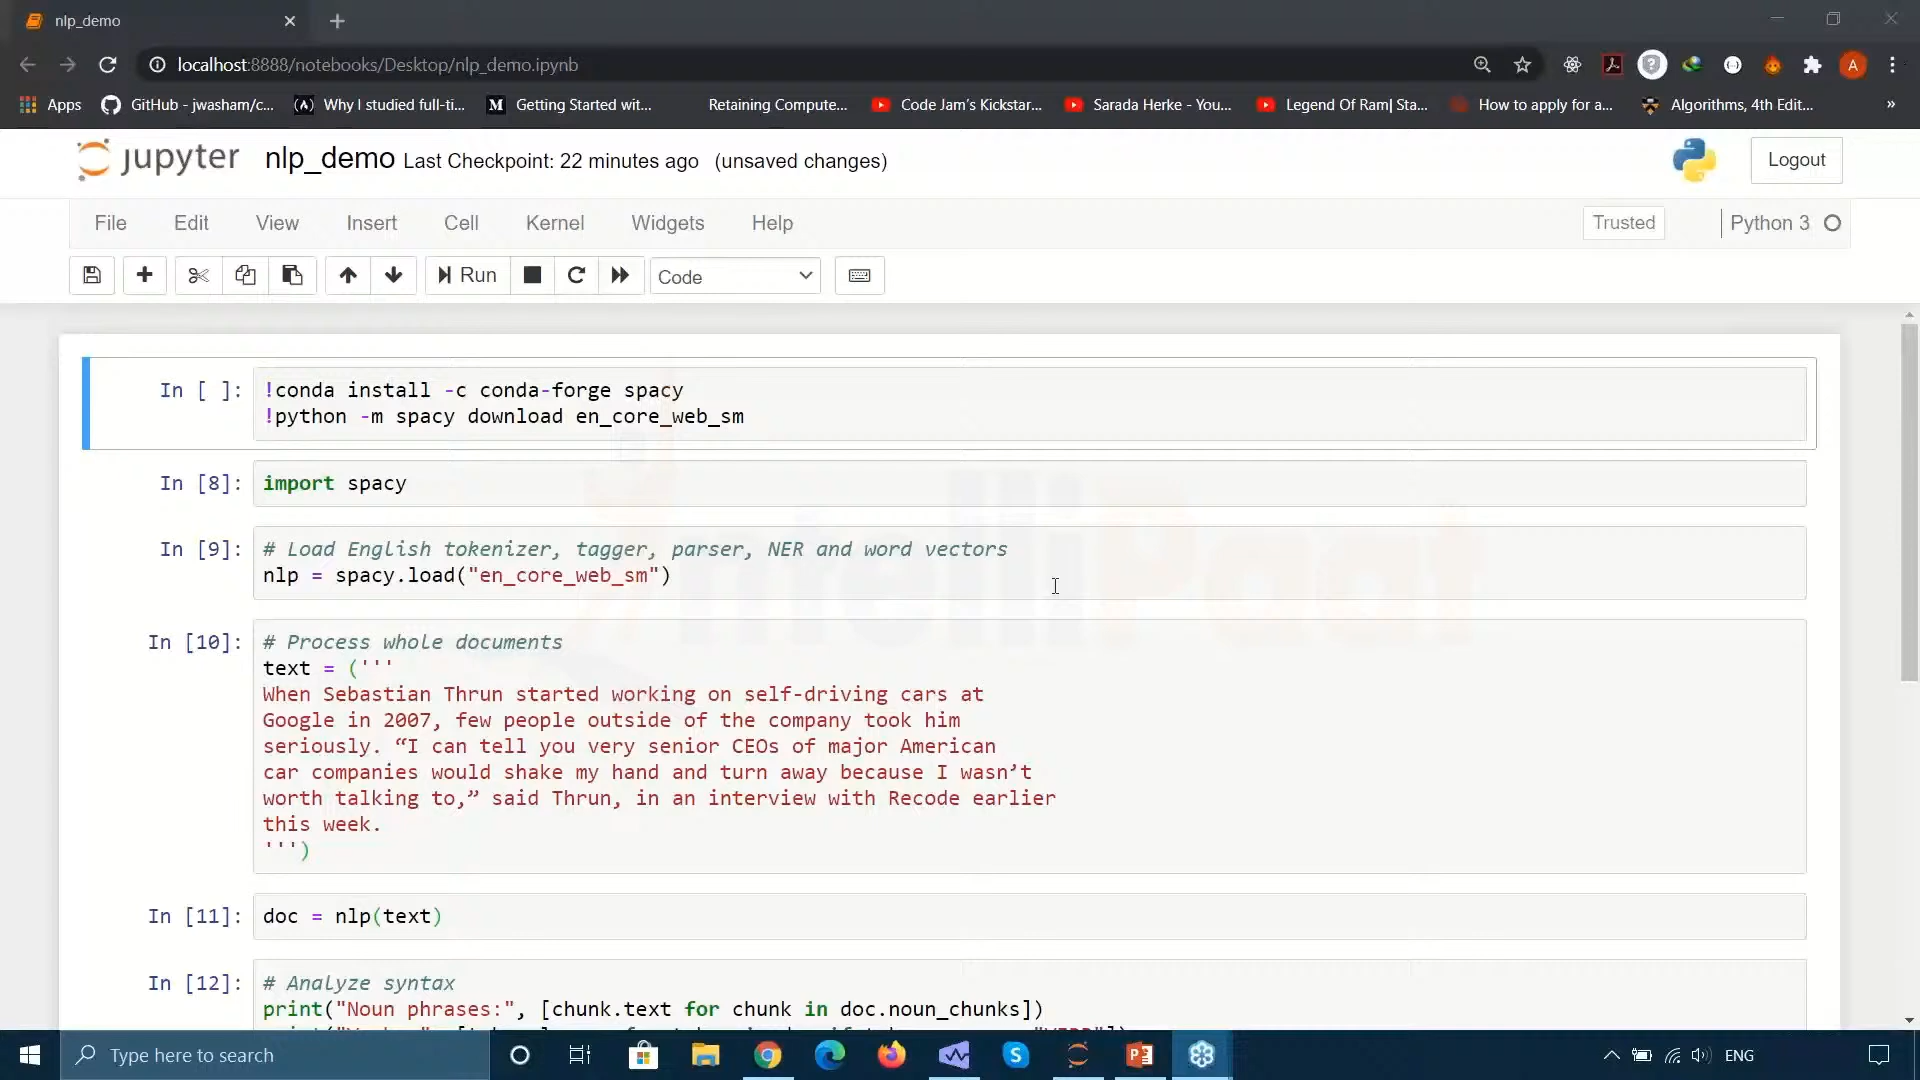 nlp_demo
localhost:8888/notebooks/Desktop/nlp_demo.ipynb
A
Apps GitHub - jwasham/c... Why I studied full-ti... Getting Started wit... Retaining Compute... Code Jam's Kickstar... Sarada Herke - You... Legend Of Ram| Sta... How to apply for a... Algorithms, 4th Edit... »
jupyter nlp_demo Last Checkpoint: 22 minutes ago (unsaved changes) Logout
File Edit View Insert Cell Kernel Widgets Help Trusted Python 3
Run Code
In [ ]: !conda install -c conda-forge spacy
!python -m spacy download en_core_web_sm
In [8]: import spacy
In [9]: # Load English tokenizer, tagger, parser, NER and word vectors
nlp = spacy.load("en_core_web_sm")
In [10]: # Process whole documents
text = ('''
When Sebastian Thrun started working on self-driving cars at
Google in 2007, few people outside of the company took him
seriously. “I can tell you very senior CEOs of major American
car companies would shake my hand and turn away because I wasn’t
worth talking to,” said Thrun, in an interview with Recode earlier
this week.
''')
In [11]: doc = nlp(text)
In [12]: # Analyze syntax
print("Noun phrases:", [chunk.text for chunk in doc.noun_chunks])
Type here to search ENG